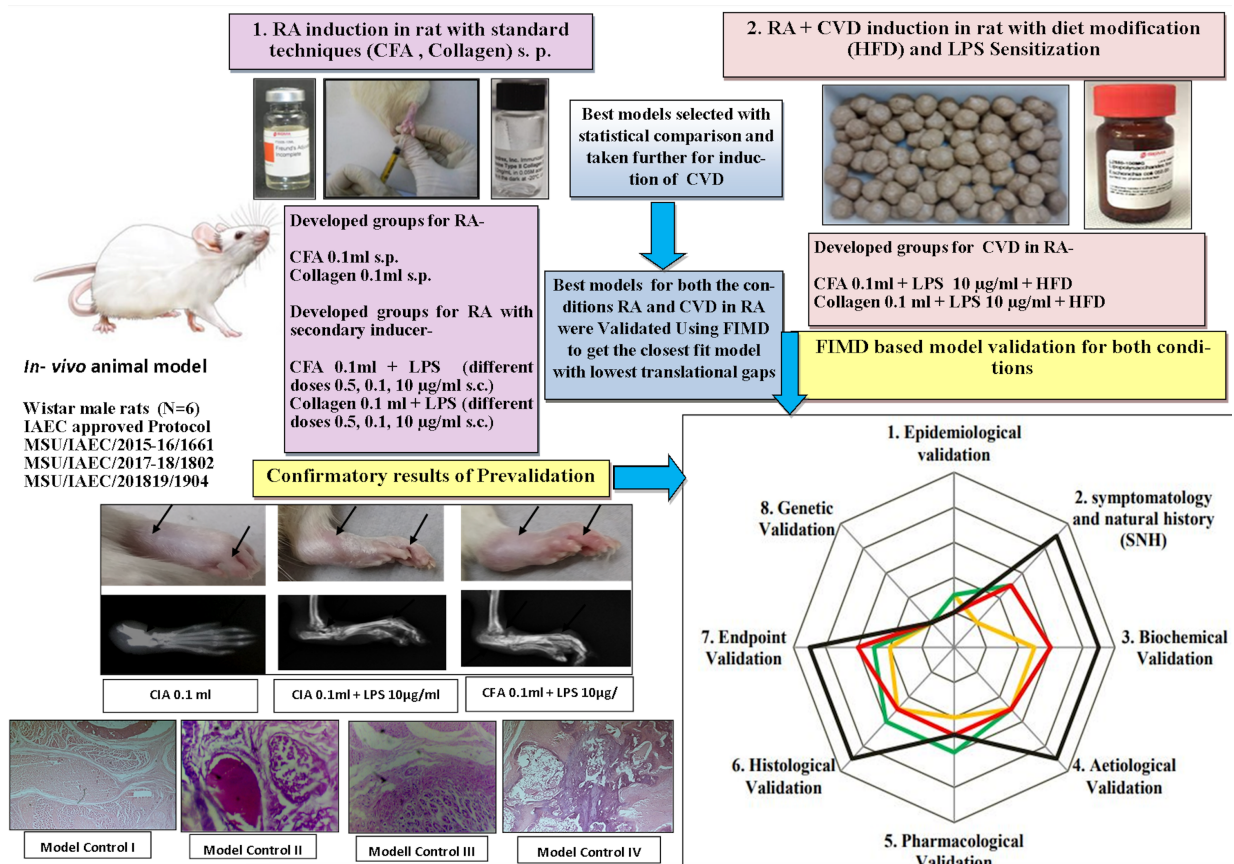 1. RA induction in rat with standard
techniques (CFA , Collagen) s. p.
2. RA + CVD induction in rat with diet modification
(HFD) and LPS Sensitization
Freund's Adjuvant
Incomplete
Type II Collagen
Lipopolysaccharides
Best models selected with
statistical comparison and
taken further for induc-
tion of CVD
Developed groups for RA-
CFA 0.1ml s.p.
Collagen 0.1ml s.p.
Developed groups for RA with
secondary inducer-
CFA 0.1ml + LPS (different
doses 0.5, 0.1, 10 µg/ml s.c.)
Collagen 0.1 ml + LPS (different
doses 0.5, 0.1, 10 µg/ml s.c.)
Developed groups for CVD in RA-
CFA 0.1ml + LPS 10 µg/ml + HFD
Collagen 0.1 ml + LPS 10 µg/ml + HFD
Best models for both the con-
ditions RA and CVD in RA
were Validated Using FIMD
to get the closest fit model
with lowest translational gaps
FIMD based model validation for both condi-
tions
In- vivo animal model
Wistar male rats (N=6)
IAEC approved Protocol
MSU/IAEC/2015-16/1661
MSU/IAEC/2017-18/1802
MSU/IAEC/201819/1904
Confirmatory results of Prevalidation
CIA 0.1 ml
CIA 0.1ml + LPS 10µg/ml
CFA 0.1ml + LPS 10µg/
Model Control I
Model Control II
Modell Control III
Model Control IV
1. Epidemiological
validation
2. symptomatology
and natural history
(SNH)
3. Biochemical
Validation
4. Aetiological
Validation
5. Pharmacological
Validation
6. Histological
Validation
7. Endpoint
Validation
8. Genetic
Validation